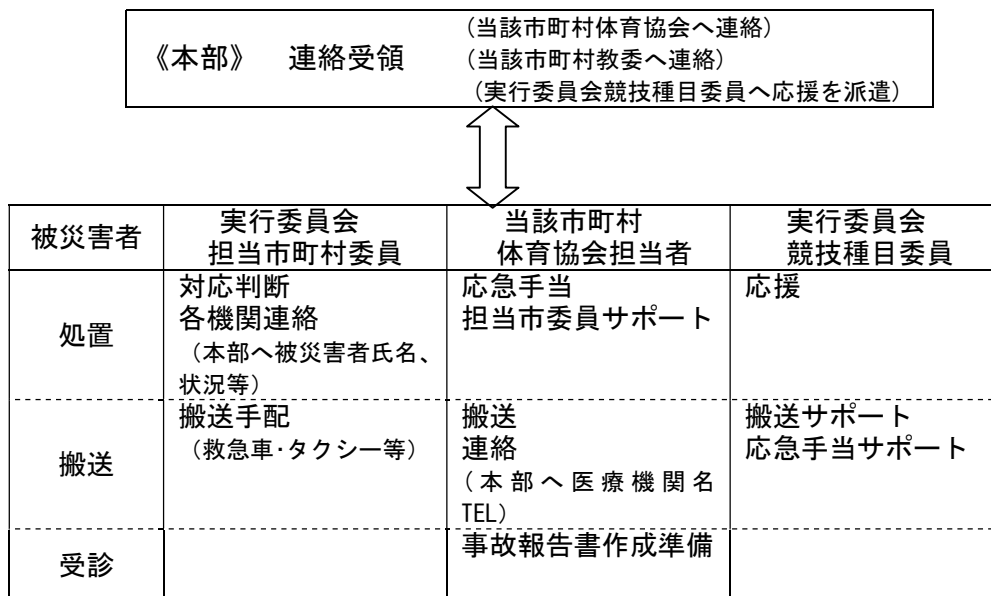 《本部》 連絡受領
(当該市町村体育協会へ連絡)
(当該市町村教委へ連絡)
(実行委員会競技種目委員へ応援を派遣)
被災害者
実行委員会
担当市町村委員
当該市町村
体育協会担当者
実行委員会
競技種目委員
処置
対応判断
各機関連絡
(本部へ被災害者氏名、
状況等)
応急手当
担当市委員サポート
応援
搬送
搬送手配
(救急車・タクシー等)
搬送
連絡
(本部へ医療機関名
TEL)
搬送サポート
応急手当サポート
受診
事故報告書作成準備